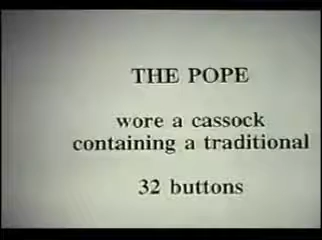 THE POPE
wore a cassock
containing a traditional
32 buttons